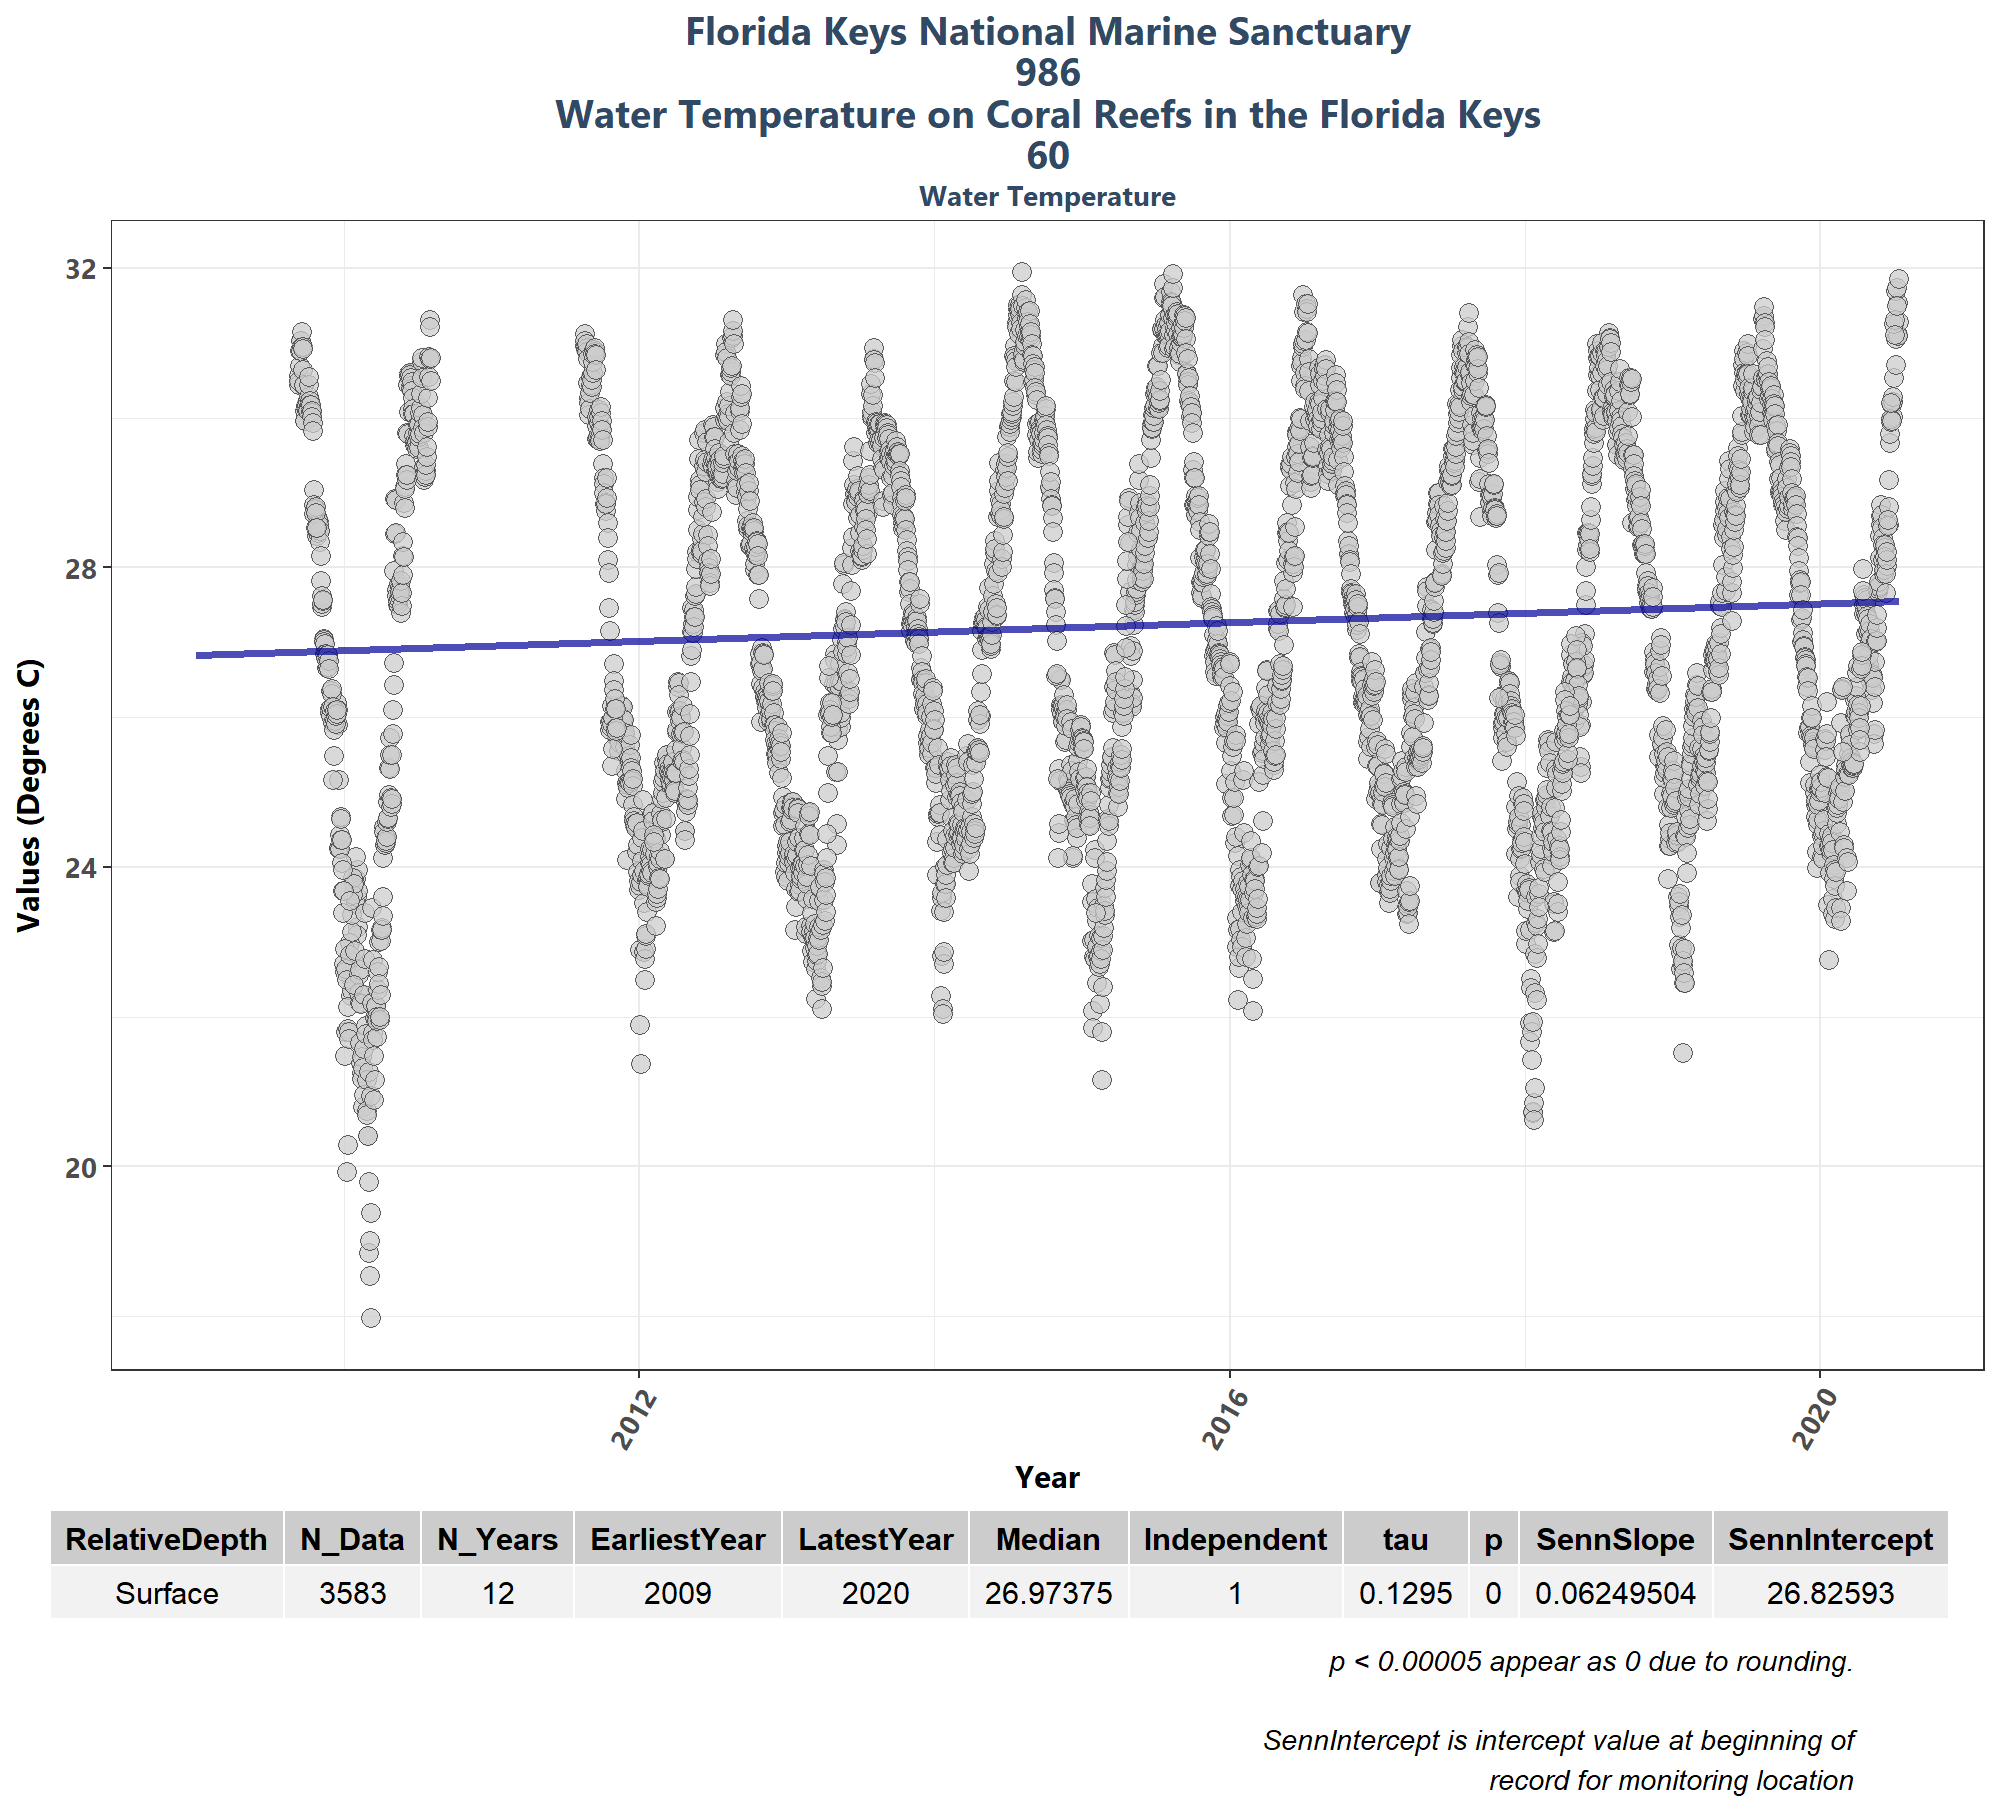 Florida Keys National Marine Sanctuary
986
Water Temperature on Coral Reefs in the Florida Keys
60
Water Temperature
32
28
24
20
Values (Degrees C)
2012
2016
2020
Year
RelativeDepth N_Data N_Years EarliestYear LatestYear Median Independent tau p SennSlope SennIntercept
Surface 3583 12 2009 2020 26.97375 1 0.1295 0 0.06249504 26.82593
p < 0.00005 appear as 0 due to rounding.
SennIntercept is intercept value at beginning of
record for monitoring location